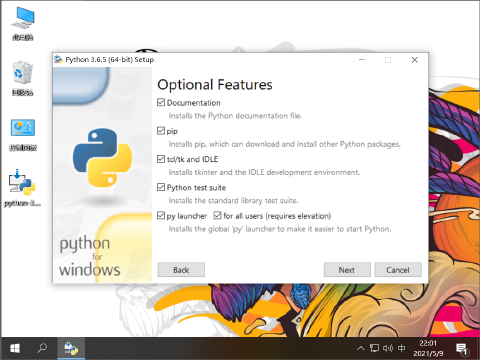 Python 3.6.5 (64-bit) Setup
Optional Features
Documentation
Installs the Python documentation file.
pip
Installs pip, which can download and install other Python packages.
tcl/tk and IDLE
Installs tkinter and the IDLE development environment.
Python test suite
Installs the standard library test suite.
py launcher for all users (requires elevation)
Installs the global 'py' launcher to make it easier to start Python.
python
for
windows
Back Next Cancel
此电脑
回收站
控制面板
python-3....
中
22:01
2021/5/9
1